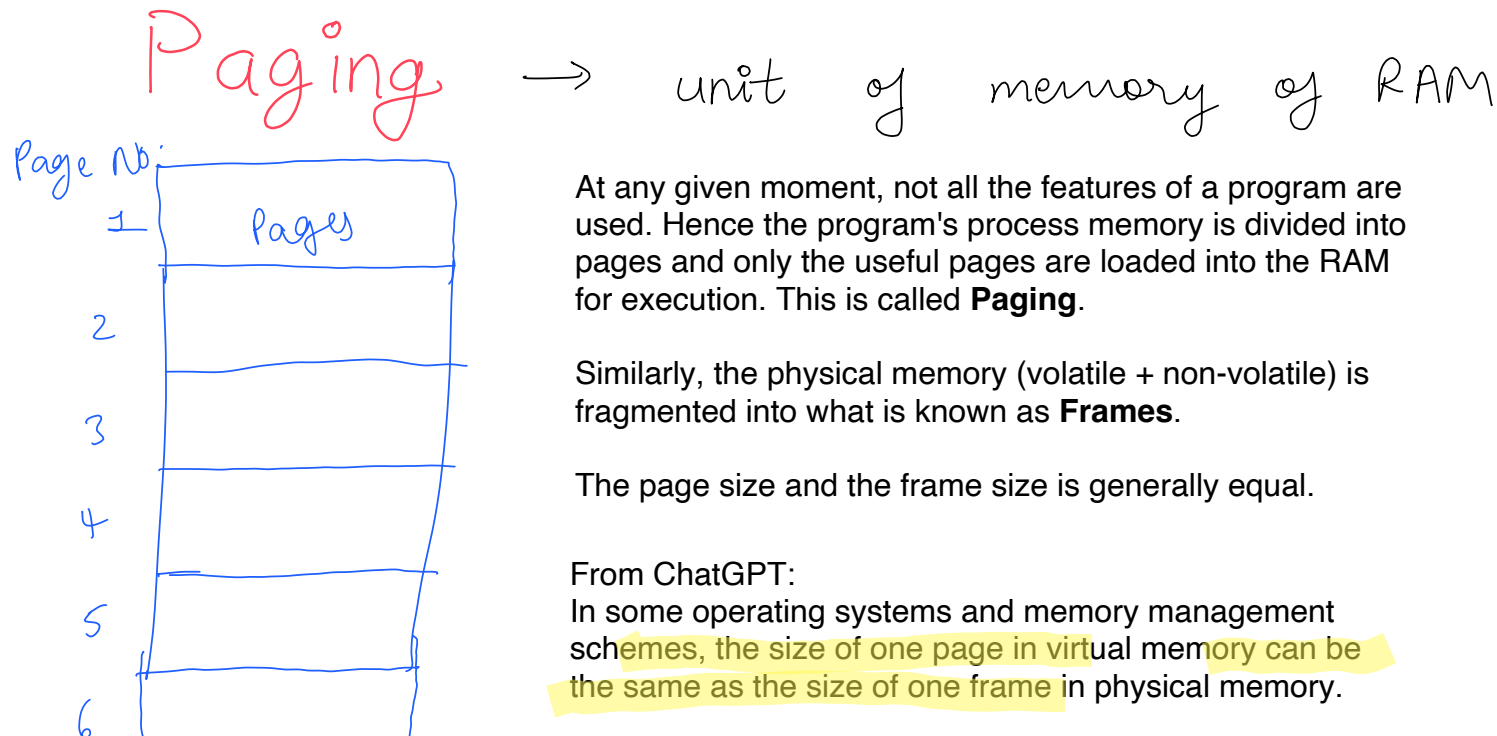 Paging → unit of memory of RAM
Page No.
1 Pages
2
3
4
5
6
At any given moment, not all the features of a program are
used. Hence the program's process memory is divided into
pages and only the useful pages are loaded into the RAM
for execution. This is called Paging.
Similarly, the physical memory (volatile + non-volatile) is
fragmented into what is known as Frames.
The page size and the frame size is generally equal.
From ChatGPT:
In some operating systems and memory management
schemes, the size of one page in virtual memory can be
the same as the size of one frame in physical memory.